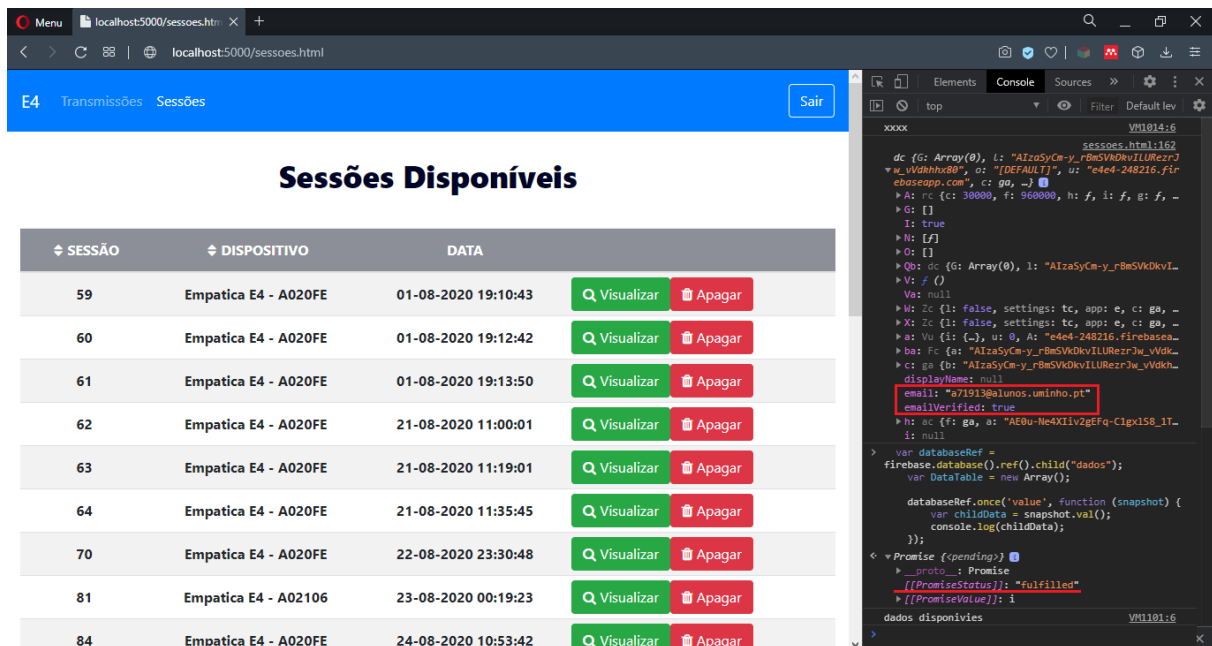 Menu localhost:5000/sessoes.htm
localhost:5000/sessoes.html
E4 Transmissões Sessões Sair
Sessões Disponíveis
SESSÃO DISPOSITIVO DATA
59 Empatica E4 - A020FE 01-08-2020 19:10:43 Visualizar Apagar
60 Empatica E4 - A020FE 01-08-2020 19:12:42 Visualizar Apagar
61 Empatica E4 - A020FE 01-08-2020 19:13:50 Visualizar Apagar
62 Empatica E4 - A020FE 21-08-2020 11:00:01 Visualizar Apagar
63 Empatica E4 - A020FE 21-08-2020 11:19:01 Visualizar Apagar
64 Empatica E4 - A020FE 21-08-2020 11:35:45 Visualizar Apagar
70 Empatica E4 - A020FE 22-08-2020 23:30:48 Visualizar Apagar
81 Empatica E4 - A02106 23-08-2020 00:19:23 Visualizar Apagar
84 Empatica E4 - A020FE 24-08-2020 10:53:42 Visualizar Apagar
Elements Console Sources »
top Filter Default lev
xxxx VM1014:6
sessoes.html:162
dc {G: Array(0), l: "AIzaSyCm-y_rBmSVkDkvILURezrJ
w_vVdkhhx80", o: "[DEFAULT]", u: "e4e4-248216.fir
ebaseapp.com", c: ga, …}
A: rc {c: 30000, f: 960000, h: ƒ, i: ƒ, g: ƒ, …
G: []
I: true
N: [ƒ]
O: []
Qb: dc {G: Array(0), l: "AIzaSyCm-y_rBmSVkDkvI…
V: ƒ ()
Va: null
W: Zc {l: false, settings: tc, app: e, c: ga, …
X: Zc {l: false, settings: tc, app: e, c: ga, …
a: Vu {i: {…}, u: 0, A: "e4e4-248216.firebasea…
ba: Fc {a: "AIzaSyCm-y_rBmSVkDkvILURezrJw_vVdk…
c: ga {b: "AIzaSyCm-y_rBmSVkDkvILURezrJw_vVdkh…
displayName: null
email: "a71913@alunos.uminho.pt"
emailVerified: true
h: ac {f: ga, a: "AE0u-Ne4XIiv2gEFq-C1gxlS8_1T…
i: null
> var databaseRef =
firebase.database().ref().child("dados");
var DataTable = new Array();
databaseRef.once('value', function (snapshot) {
var childData = snapshot.val();
console.log(childData);
});
Promise {<pending>}
__proto__: Promise
[[PromiseStatus]]: "fulfilled"
[[PromiseValue]]: i
dados disponivies VM1101:6